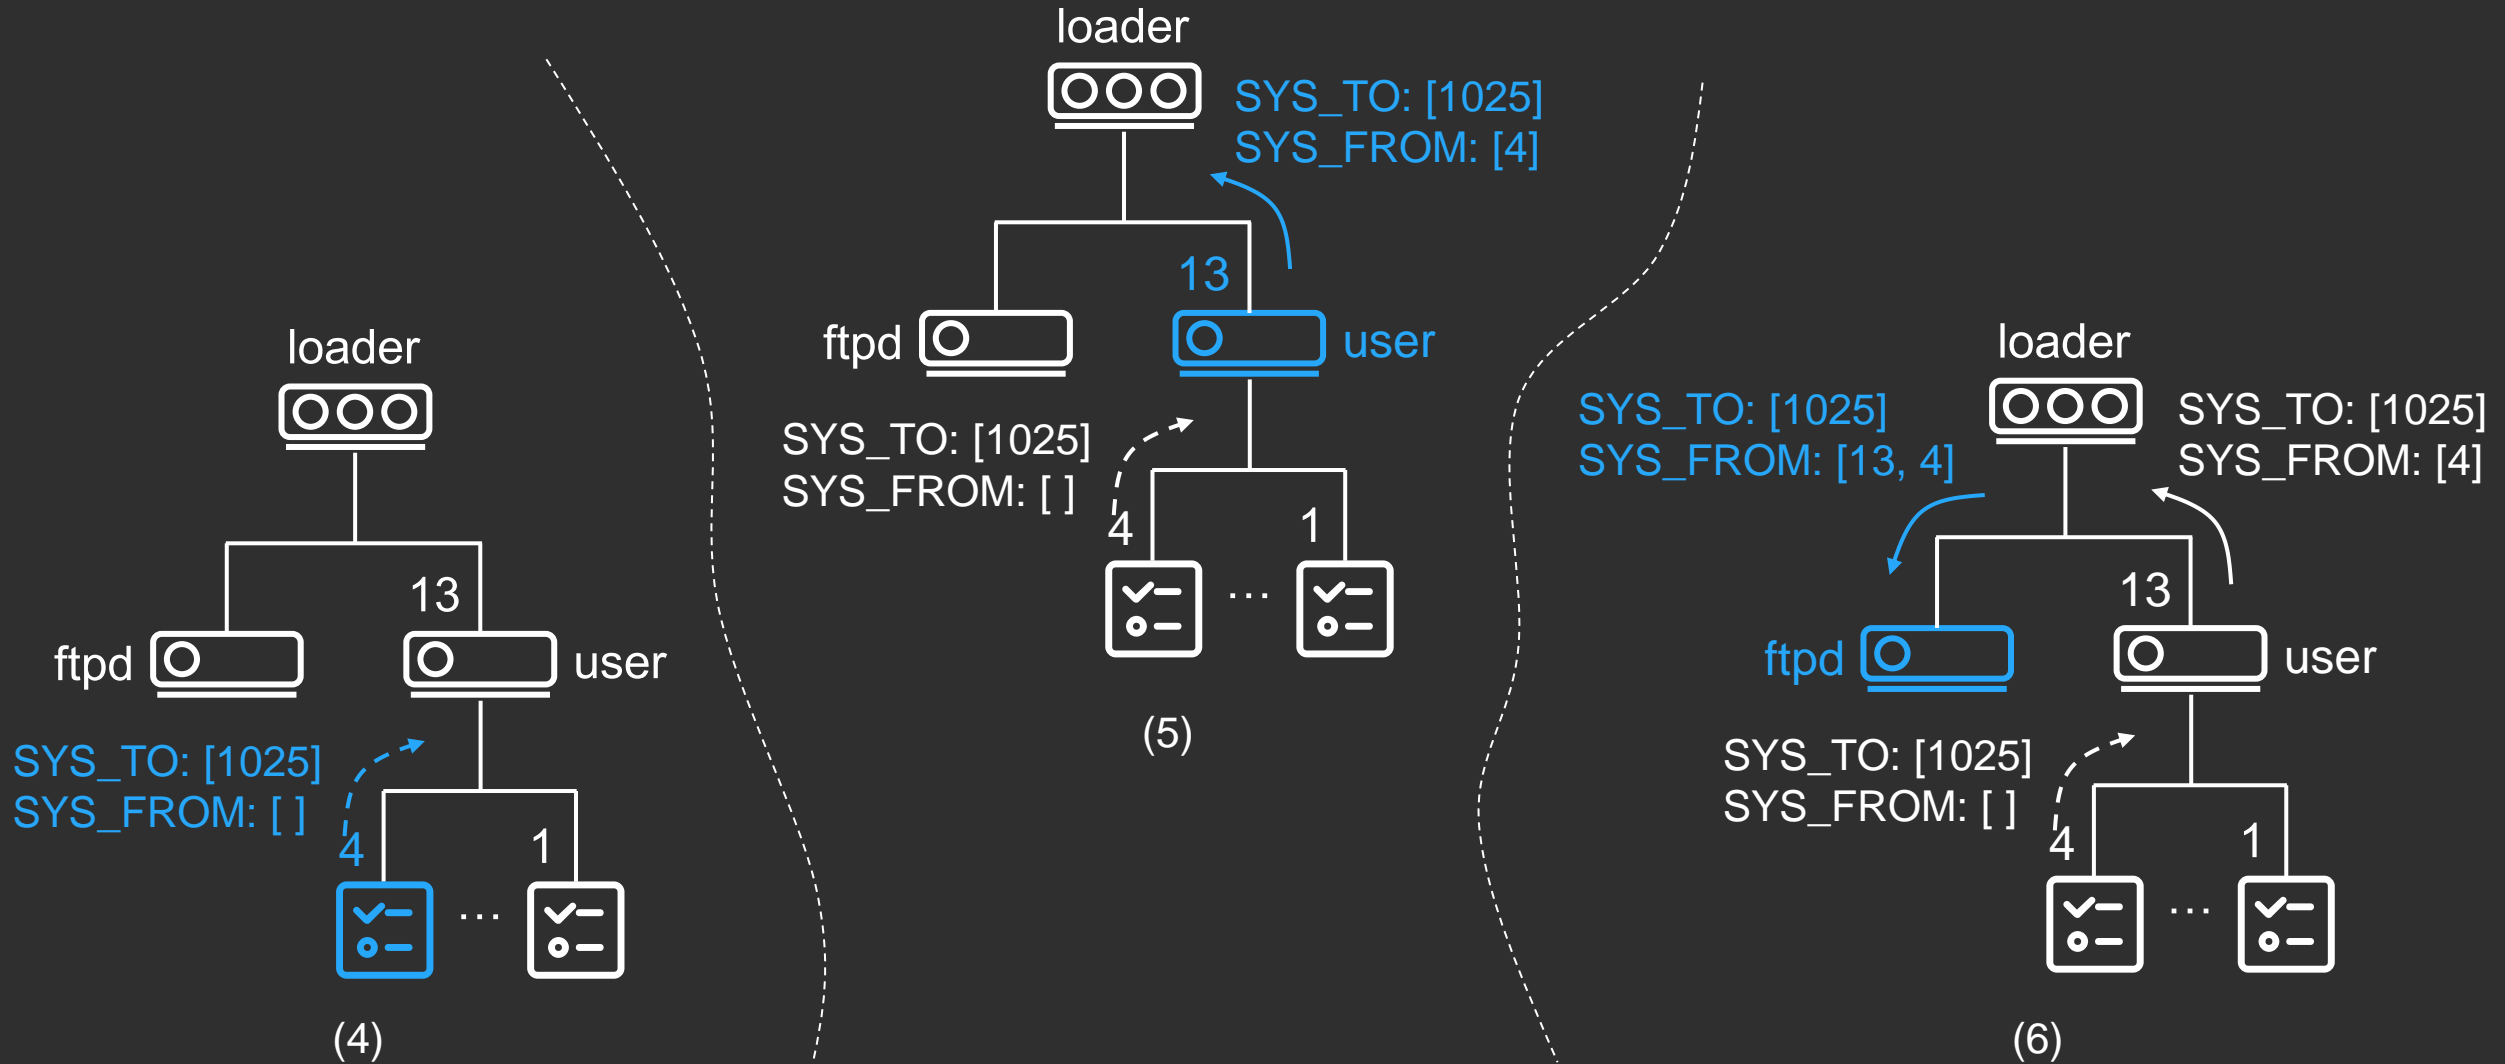 loader
ftpd
13
user
SYS_TO: [1025]
SYS_FROM: [ ]
4
1
...
(4)
loader
SYS_TO: [1025]
SYS_FROM: [4]
13
ftpd
user
SYS_TO: [1025]
SYS_FROM: [ ]
4
1
...
(5)
loader
SYS_TO: [1025]
SYS_FROM: [13, 4]
SYS_TO: [1025]
SYS_FROM: [4]
13
ftpd
user
SYS_TO: [1025]
SYS_FROM: [ ]
4
1
...
(6)